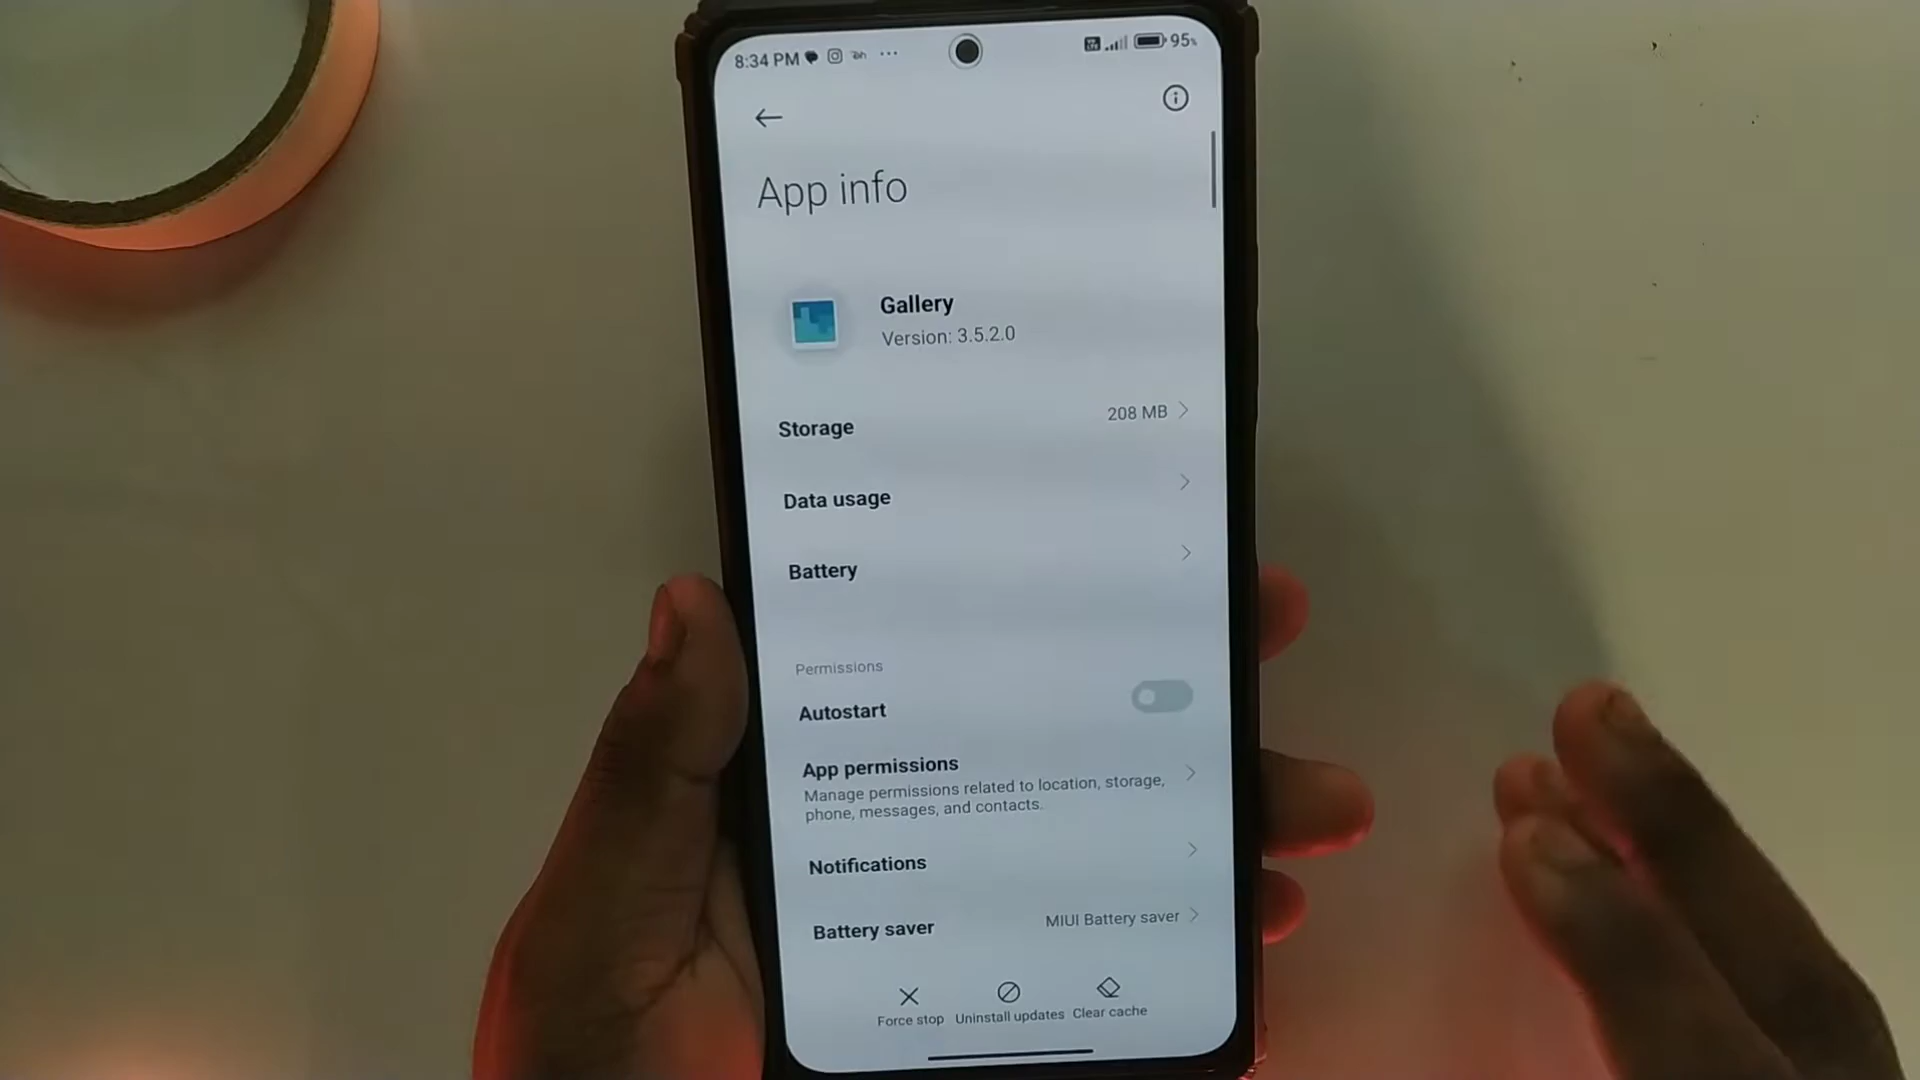 8:34 PM
95%
App info
Gallery
Version: 3.5.2.0
Storage
208 MB
Data usage
Battery
Permissions
Autostart
App permissions
Manage permissions related to location, storage,
phone, messages, and contacts.
Notifications
Battery saver
MIUI Battery saver
Force stop
Uninstall updates
Clear cache